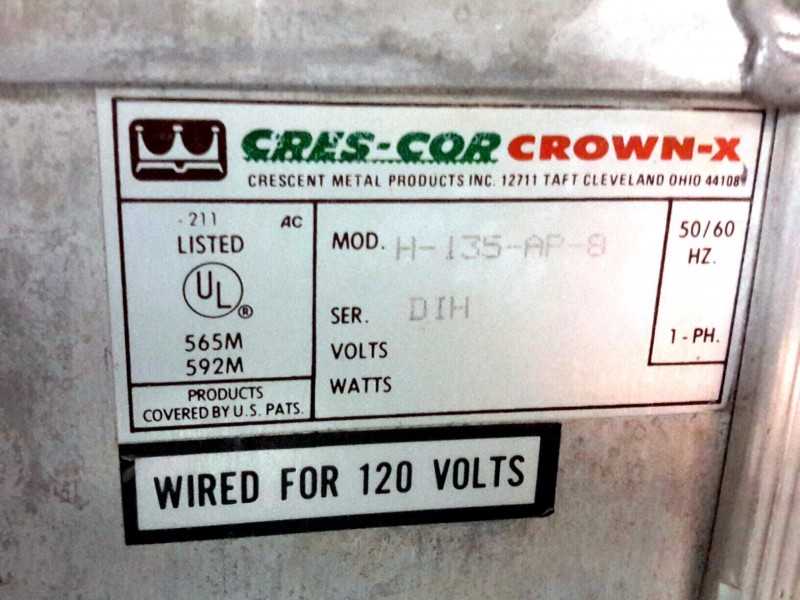 CRES-COR CROWN-X
CRESCENT METAL PRODUCTS INC. 12711 TAFT CLEVELAND OHIO 44108
211 AC
LISTED
UL ®
565M
592M
PRODUCTS
COVERED BY U.S. PATS.
MOD. H-135-AP-8
SER. DIH
VOLTS
WATTS
50/60
HZ.
1-PH.
WIRED FOR 120 VOLTS